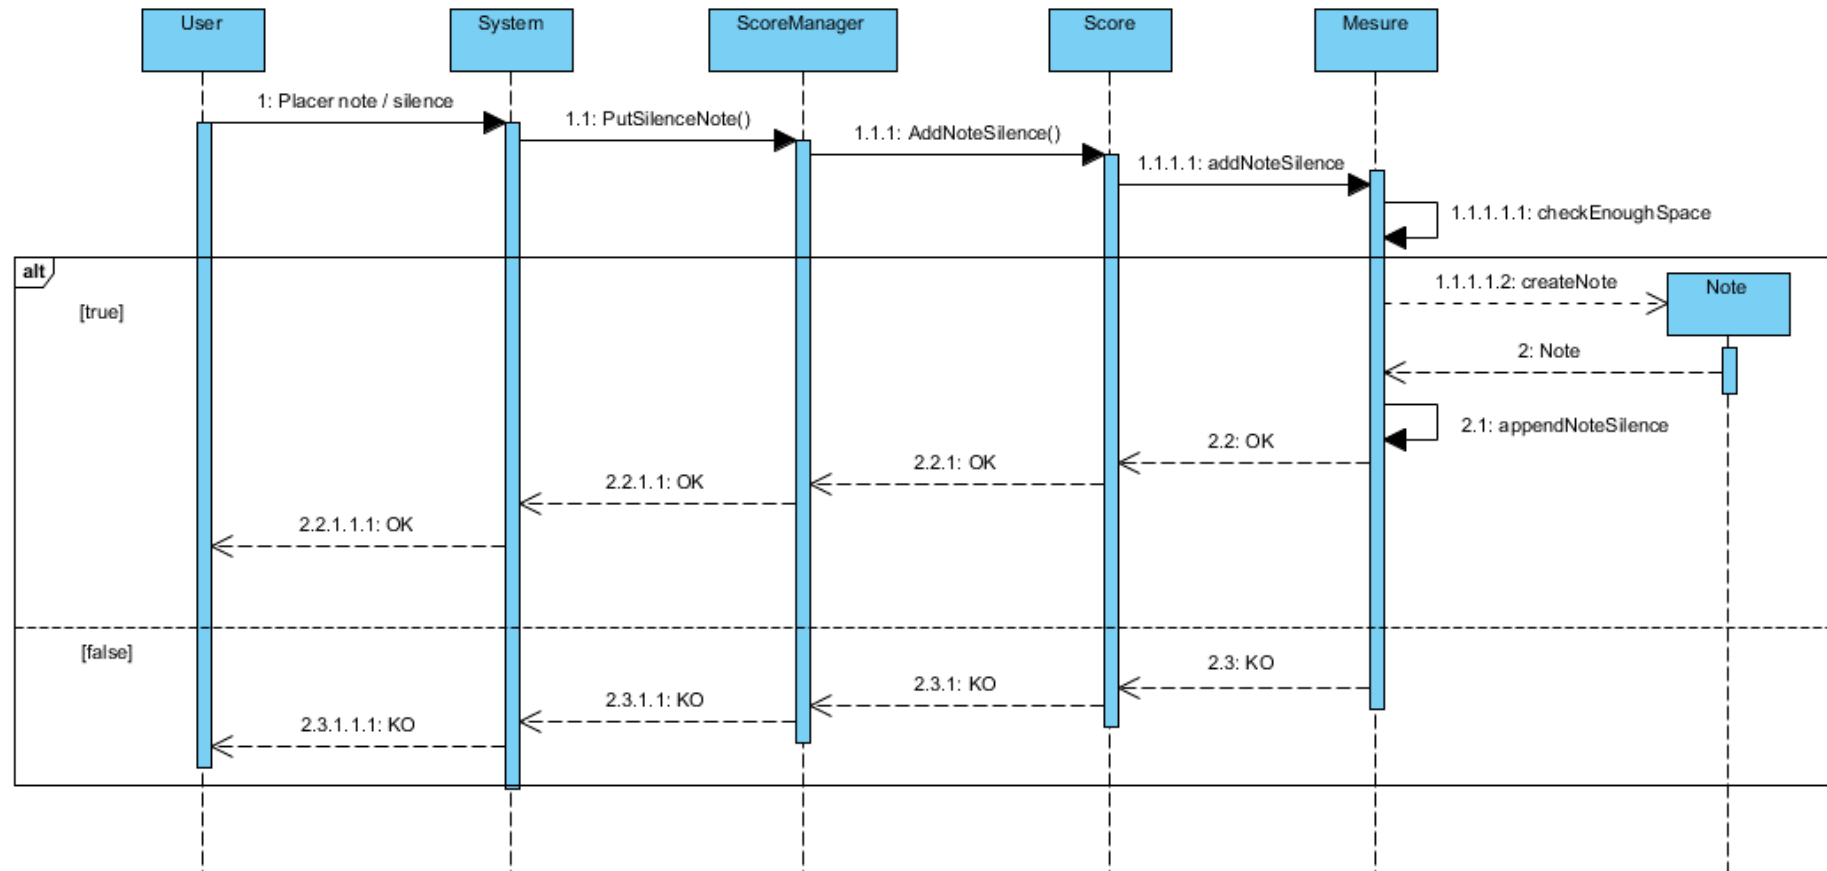 User
System
ScoreManager
Score
Mesure
1: Placer note / silence
1.1: PutSilenceNote()
1.1.1: AddNoteSilence()
1.1.1.1: addNoteSilence
1.1.1.1.1: checkEnoughSpace
alt
[true]
1.1.1.1.2: createNote
Note
2: Note
2.1: appendNoteSilence
2.2: OK
2.2.1: OK
2.2.1.1: OK
2.2.1.1.1: OK
[false]
2.3: KO
2.3.1: KO
2.3.1.1: KO
2.3.1.1.1: KO